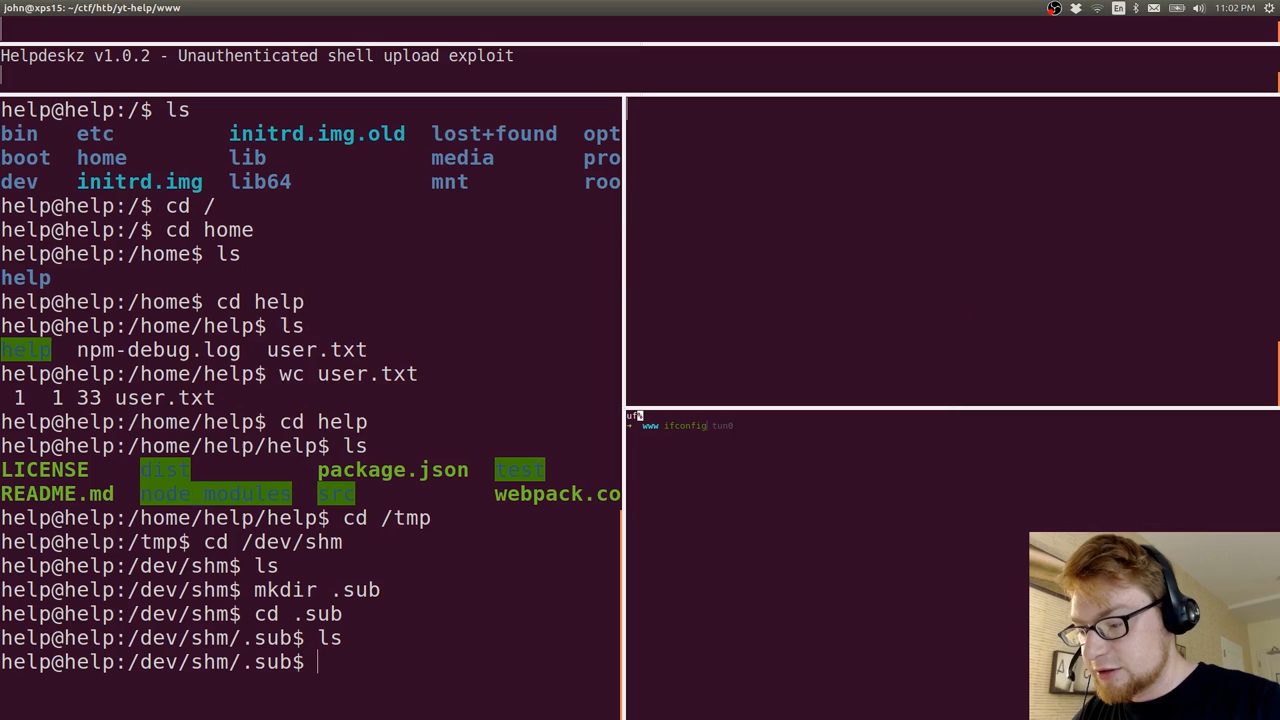 john@xps15: ~/ctf/htb/yt-help/www
En
11:02 PM
Helpdeskz v1.0.2 - Unauthenticated shell upload exploit
help@help:/$ ls
bin etc initrd.img.old lost+found opt
boot home lib media pro
dev initrd.img lib64 mnt roo
help@help:/$ cd /
help@help:/$ cd home
help@help:/home$ ls
help
help@help:/home$ cd help
help@help:/home/help$ ls
help npm-debug.log user.txt
help@help:/home/help$ wc user.txt
1 1 33 user.txt
help@help:/home/help$ cd help
help@help:/home/help/help$ ls
LICENSE dist package.json test
README.md node_modules src webpack.co
help@help:/home/help/help$ cd /tmp
help@help:/tmp$ cd /dev/shm
help@help:/dev/shm$ ls
help@help:/dev/shm$ mkdir .sub
help@help:/dev/shm$ cd .sub
help@help:/dev/shm/.sub$ ls
help@help:/dev/shm/.sub$
uf%
→ www ifconfig tun0